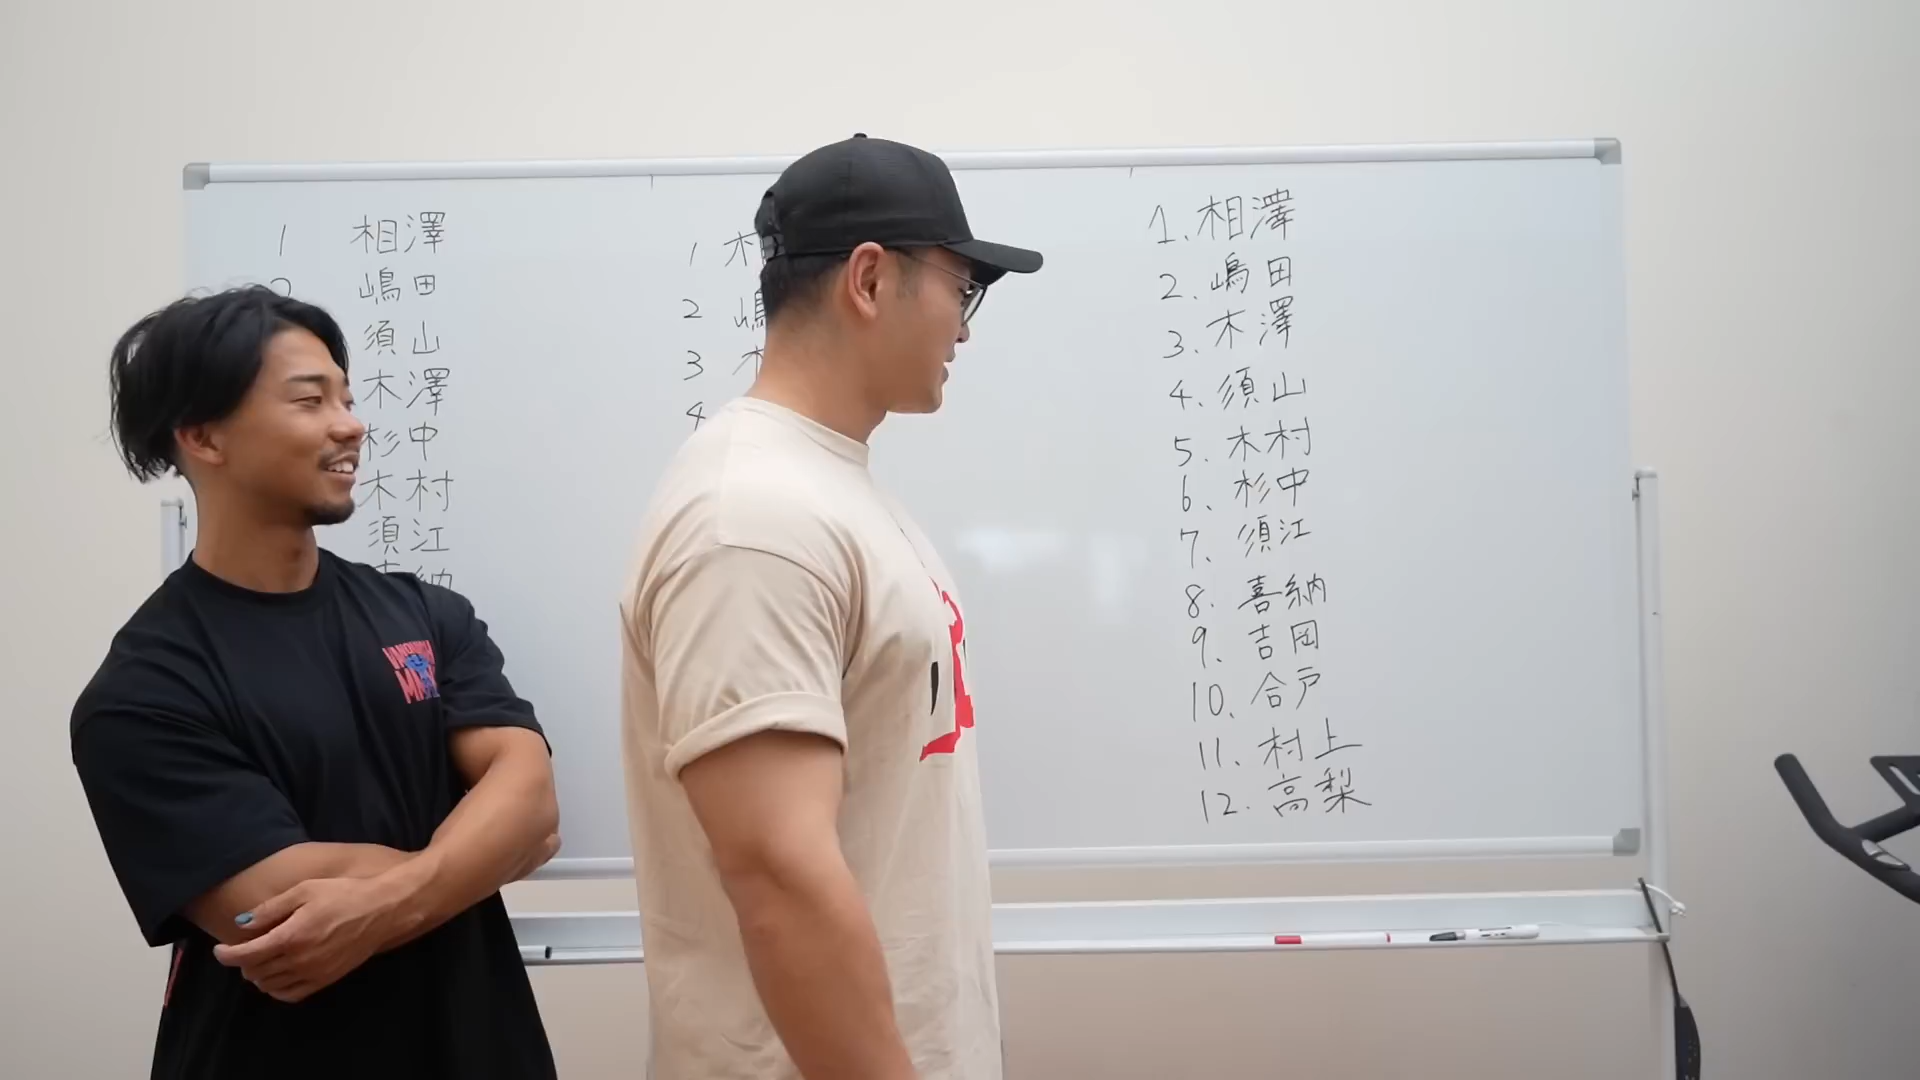 1 相澤
嶋田
須山
木澤
杉中
木村
須江
1
2 嶋
3 木
4
1. 相澤
2. 嶋田
3. 木澤
4. 須山
5. 木村
6. 杉中
7. 須江
8. 喜納
9. 吉岡
10. 合戸
11. 村上
12. 高梨